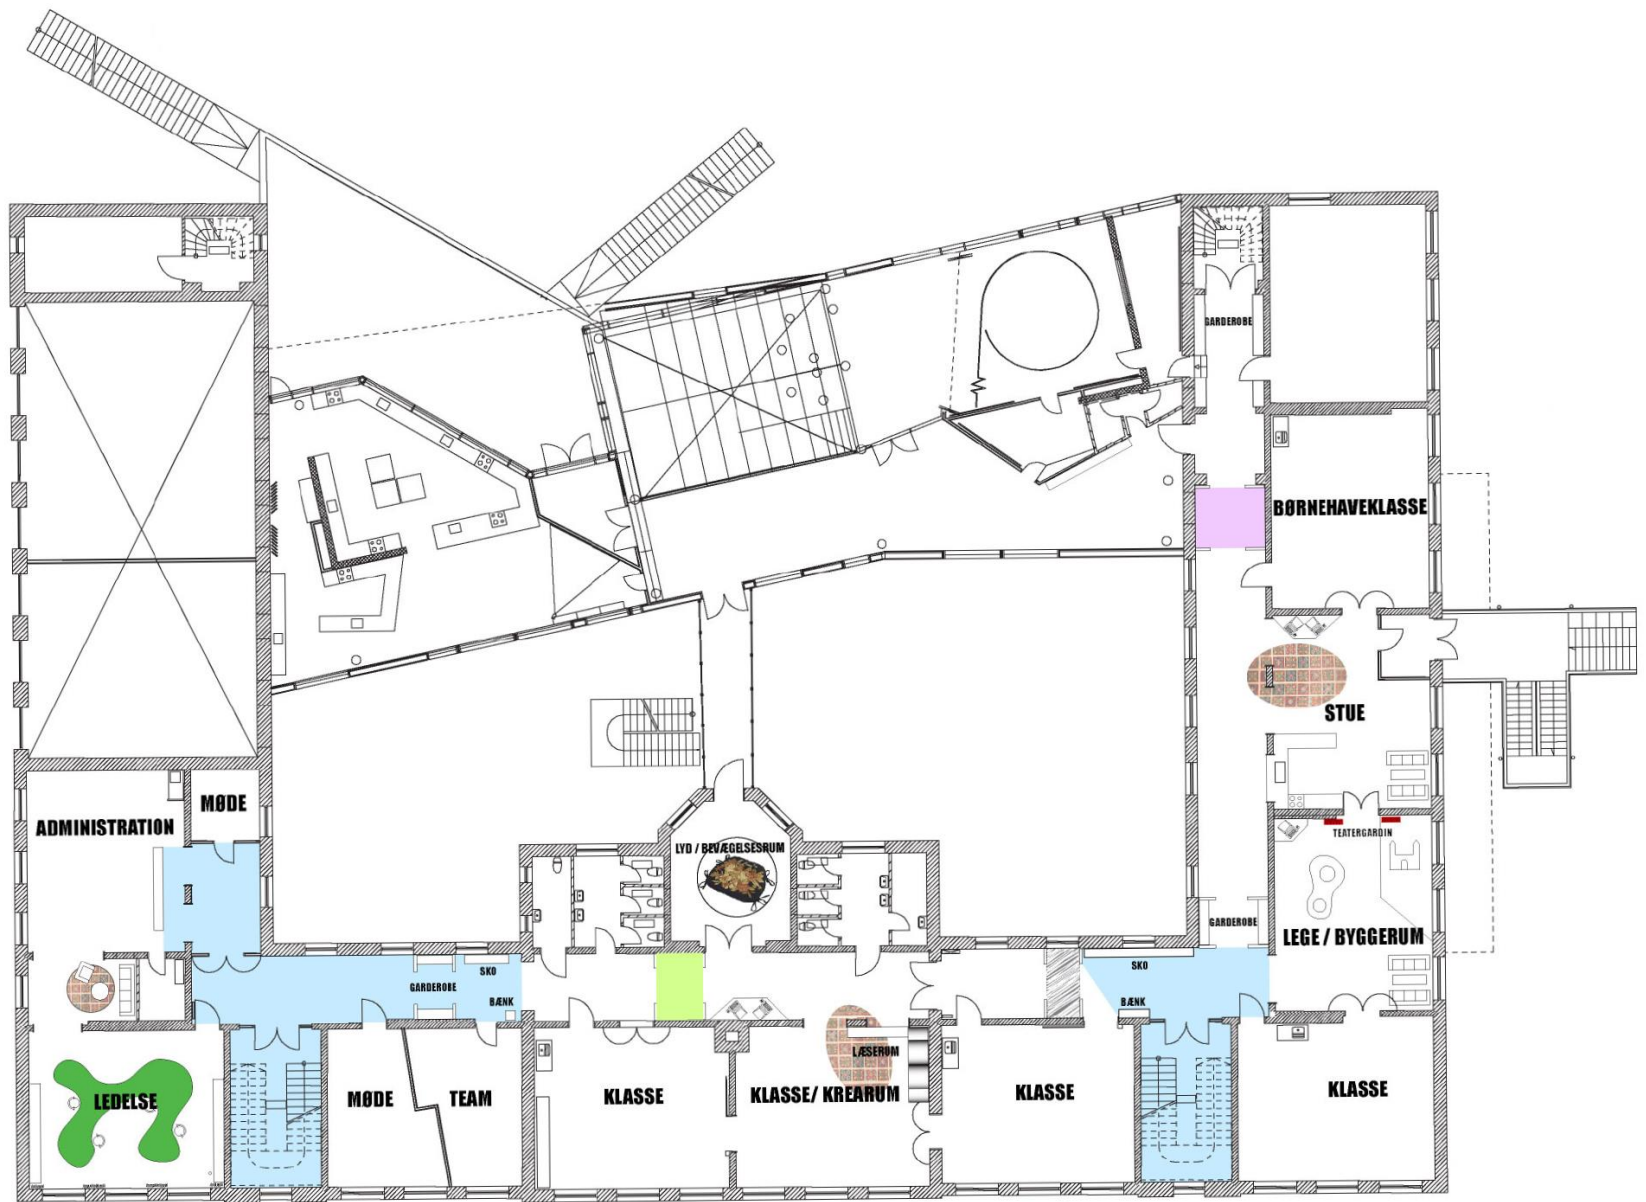 GARDEROBE
BØRNEHAVEKLASSE
STUE
MØDE
ADMINISTRATION
TEATERGARDIN
LYD / BEVÆGELSESRUM
GARDEROBE
LEGE / BYGGERUM
SKO
SKO
GARDEROBE
BÆNK
BÆNK
LÆSERUM
LEDELSE
MØDE
TEAM
KLASSE
KLASSE/ KREARUM
KLASSE
KLASSE